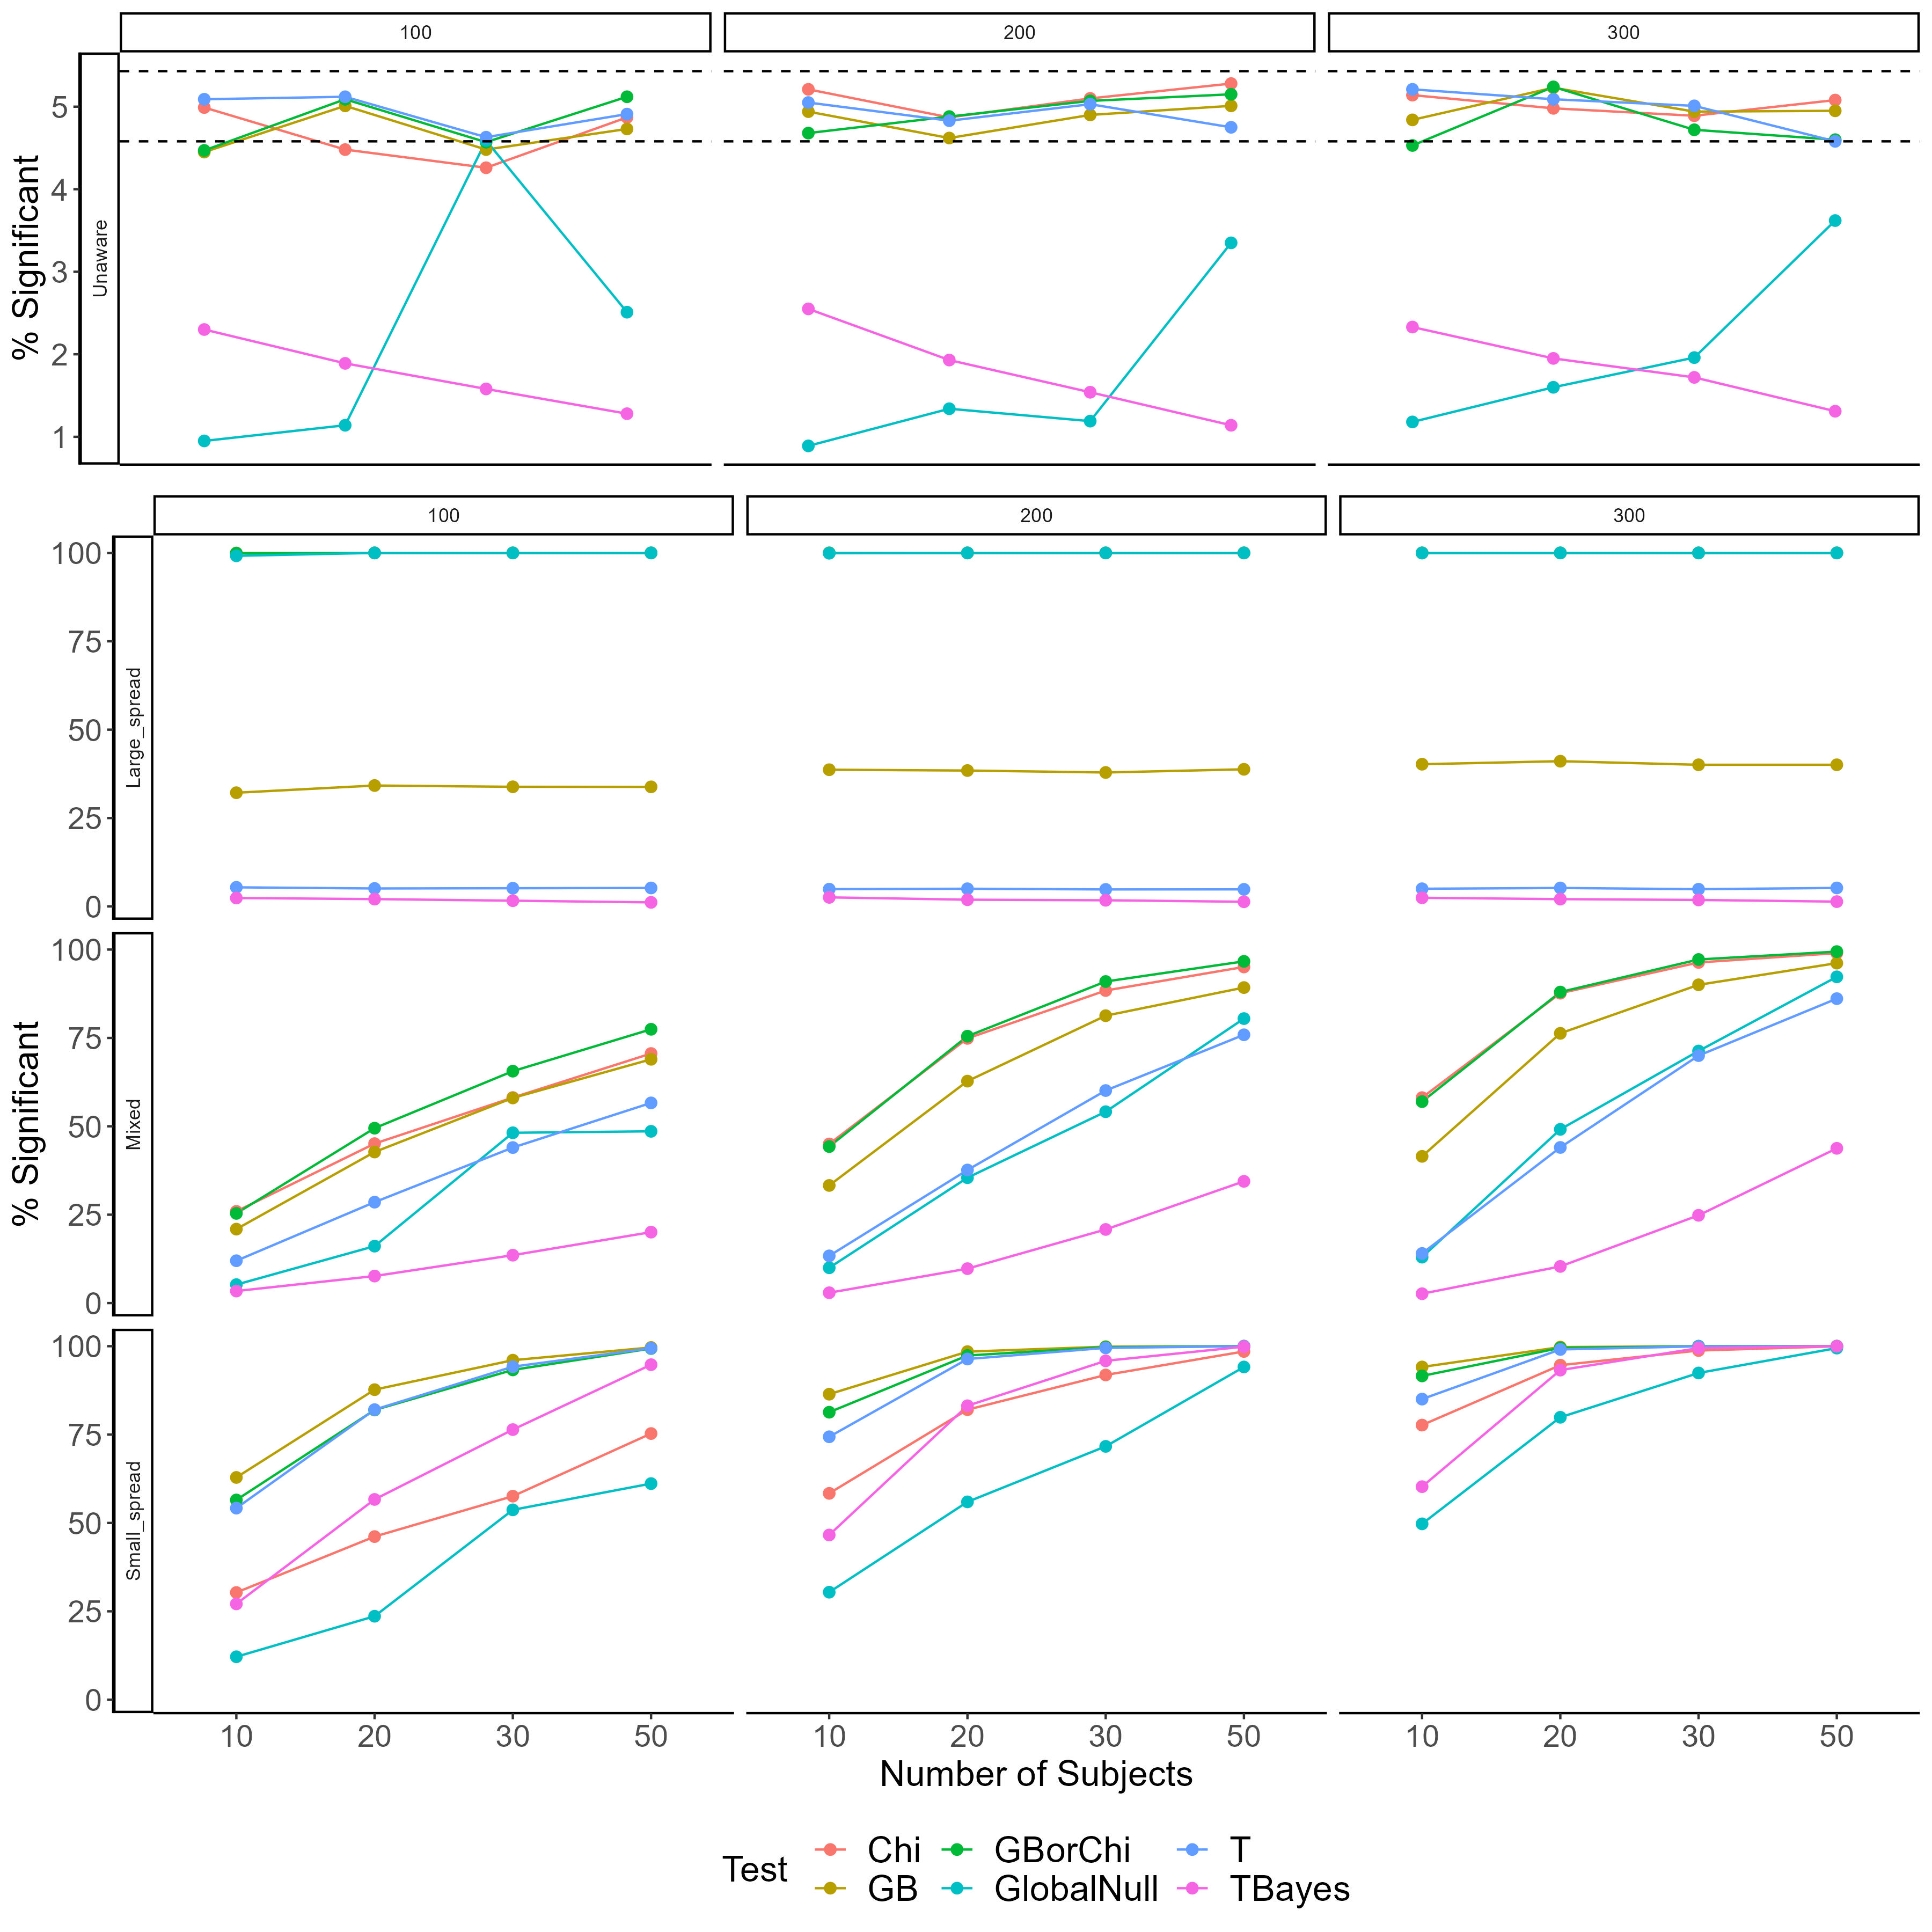 100 200 300
% Significant
Unaware
5
4
3
2
1
100 200 300
% Significant
Large_spread
100
75
50
25
0
Mixed
100
75
50
25
0
Small_spread
100
75
50
25
0
10 20 30 50 10 20 30 50 10 20 30 50
Number of Subjects
Test
Chi GBorChi T
GB GlobalNull TBayes